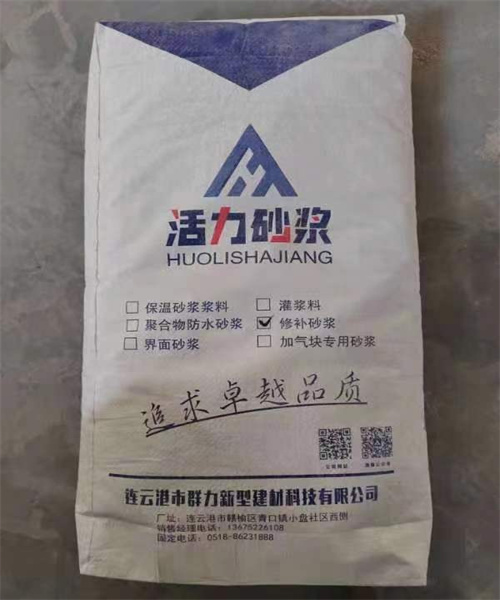 活力砂浆
HUOLISHAJIANG
保温砂浆浆料 灌浆料
聚合物防水砂浆 修补砂浆
界面砂浆 加气块专用砂浆
追求卓越品质
连云港市群力新型建材科技有限公司
厂址：连云港市赣榆区青口镇小盘社区西侧
销售经理电话：13675226108
固定电话：0518-86231888